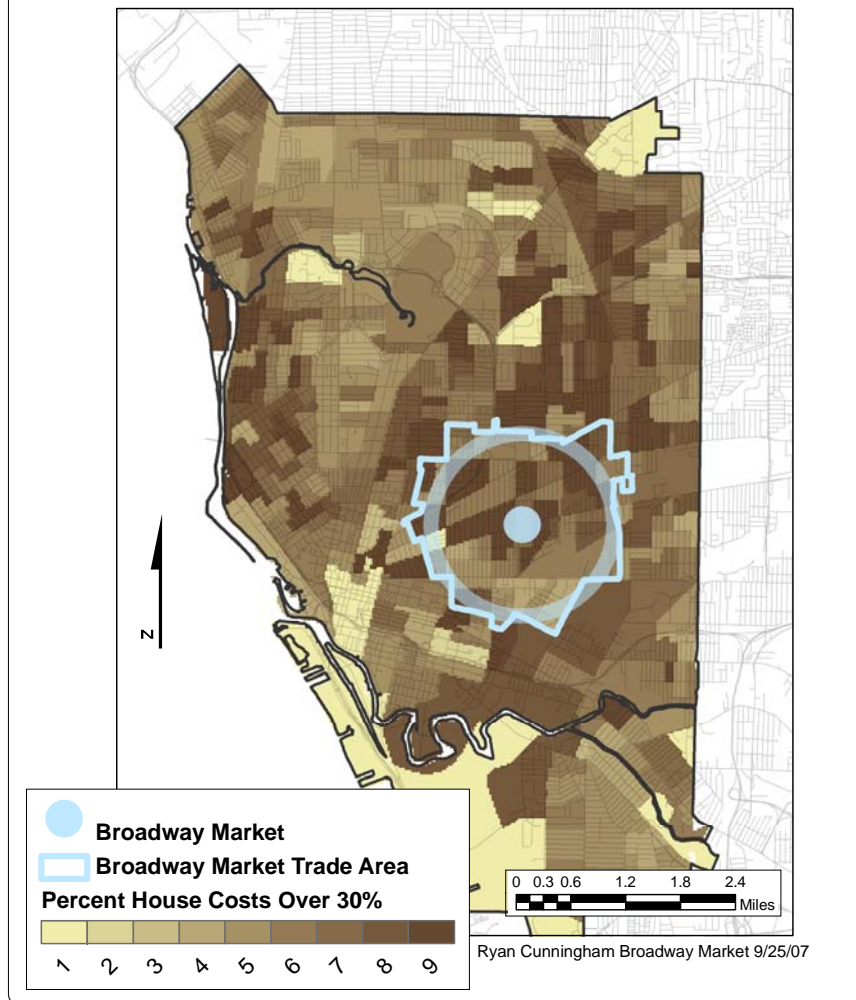 Z
Broadway Market
Broadway Market Trade Area
Percent House Costs Over 30%
1 2 3 4 5 6 7 8 9
0 0.3 0.6 1.2 1.8 2.4
Miles
Ryan Cunningham Broadway Market 9/25/07